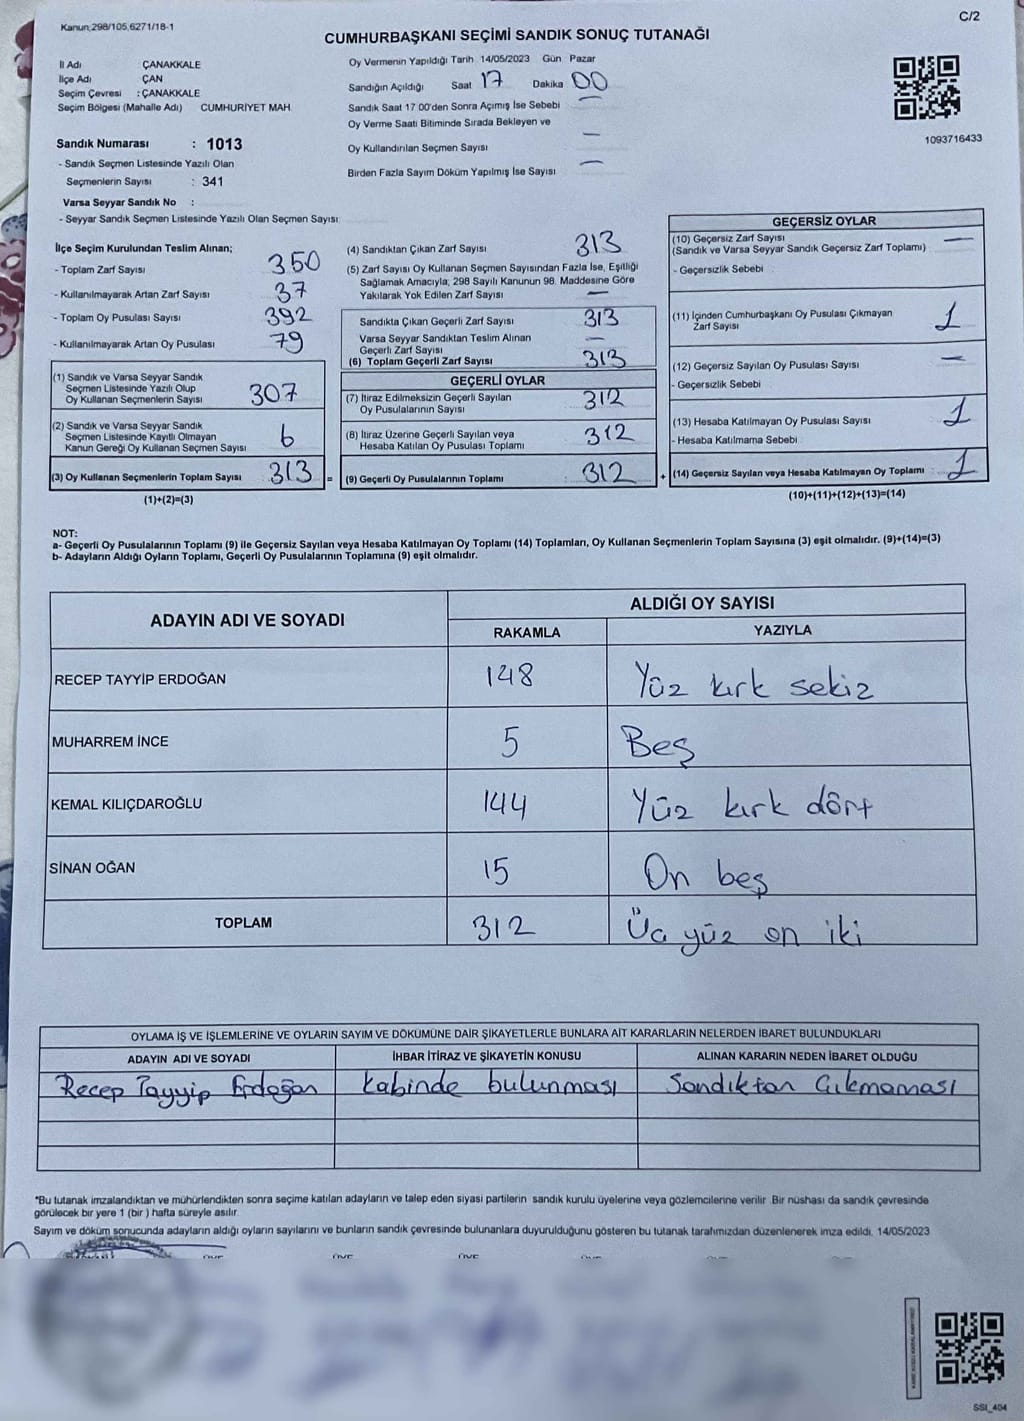 Kanun;298/105,6271/18-1
C/2
CUMHURBAŞKANI SEÇİMİ SANDIK SONUÇ TUTANAĞI
İl Adı ÇANAKKALE
İlçe Adı ÇAN
Seçim Çevresi : ÇANAKKALE
Seçim Bölgesi (Mahalle Adı) CUMHURİYET MAH.
Oy Vermenin Yapıldığı Tarih 14/05/2023 Gün Pazar
Sandığın Açıldığı Saat 17 Dakika 00
Sandık Saat 17 00'den Sonra Açımış İse Sebebi —
Oy Verme Saati Bitiminde Sırada Bekleyen ve
Oy Kullandırılan Seçmen Sayısı —
Birden Fazla Sayım Döküm Yapılmış İse Sayısı —
1093716433
Sandık Numarası : 1013
- Sandık Seçmen Listesinde Yazılı Olan
Seçmenlerin Sayısı : 341
Varsa Seyyar Sandık No :
- Seyyar Sandık Seçmen Listesinde Yazılı Olan Seçmen Sayısı
İlçe Seçim Kurulundan Teslim Alınan;
- Toplam Zarf Sayısı 350
- Kullanılmayarak Artan Zarf Sayısı 37
- Toplam Oy Pusulası Sayısı 392
- Kullanılmayarak Artan Oy Pusulası 79
(1) Sandık ve Varsa Seyyar Sandık
Seçmen Listesinde Yazılı Olup
Oy Kullanan Seçmenlerin Sayısı 307
(2) Sandık ve Varsa Seyyar Sandık
Seçmen Listesinde Kayıtlı Olmayan
Kanun Gereği Oy Kullanan Seçmen Sayısı 6
(3) Oy Kullanan Seçmenlerin Toplam Sayısı 313 =
(1)+(2)=(3)
(4) Sandıktan Çıkan Zarf Sayısı 313
(5) Zarf Sayısı Oy Kullanan Seçmen Sayısından Fazla İse, Eşitliği
Sağlamak Amacıyla; 298 Sayılı Kanunun 98. Maddesine Göre
Yakılarak Yok Edilen Zarf Sayısı —
Sandıkta Çıkan Geçerli Zarf Sayısı 313
Varsa Seyyar Sandıktan Teslim Alınan
Geçerli Zarf Sayısı —
(6) Toplam Geçerli Zarf Sayısı 313
GEÇERLİ OYLAR
(7) İtiraz Edilmeksizin Geçerli Sayılan
Oy Pusulalarının Sayısı 312
(8) İtiraz Üzerine Geçerli Sayılan veya
Hesaba Katılan Oy Pusulası Toplamı 312
(9) Geçerli Oy Pusulalarının Toplamı : 312 +
GEÇERSİZ OYLAR
(10) Geçersiz Zarf Sayısı —
(Sandık ve Varsa Seyyar Sandık Geçersiz Zarf Toplamı)
- Geçersizlik Sebebi
(11) İçinden Cumhurbaşkanı Oy Pusulası Çıkmayan
Zarf Sayısı 1
(12) Geçersiz Sayılan Oy Pusulası Sayısı —
- Geçersizlik Sebebi
(13) Hesaba Katılmayan Oy Pusulası Sayısı 1
- Hesaba Katılmama Sebebi
(14) Geçersiz Sayılan veya Hesaba Katılmayan Oy Toplamı : 1
(10)+(11)+(12)+(13)=(14)
NOT:
a- Geçerli Oy Pusulalarının Toplamı (9) ile Geçersiz Sayılan veya Hesaba Katılmayan Oy Toplamı (14) Toplamları, Oy Kullanan Seçmenlerin Toplam Sayısına (3) eşit olmalıdır. (9)+(14)=(3)
b- Adayların Aldığı Oyların Toplamı, Geçerli Oy Pusulalarının Toplamına (9) eşit olmalıdır.
ADAYIN ADI VE SOYADI
ALDIĞI OY SAYISI
RAKAMLA YAZIYLA
RECEP TAYYİP ERDOĞAN 148 Yüz kırk sekiz
MUHARREM İNCE 5 Beş
KEMAL KILIÇDAROĞLU 144 Yüz kırk dört
SİNAN OĞAN 15 On beş
TOPLAM 312 Üç yüz on iki
OYLAMA İŞ VE İŞLEMLERİNE VE OYLARIN SAYIM VE DÖKÜMÜNE DAİR ŞİKAYETLERLE BUNLARA AİT KARARLARIN NELERDEN İBARET BULUNDUKLARI
ADAYIN ADI VE SOYADI İHBAR İTİRAZ VE ŞİKAYETİN KONUSU ALINAN KARARIN NEDEN İBARET OLDUĞU
Recep Tayyip Erdoğan kabinde bulunması Sandıktan Çıkmaması
*Bu tutanak imzalandıktan ve mühürlendikten sonra seçime katılan adayların ve talep eden siyasi partilerin sandık kurulu üyelerine veya gözlemcilerine verilir. Bir nüshası da sandık çevresinde
görülecek bir yere 1 (bir ) hafta süreyle asılır.
Sayım ve döküm sonucunda adayların aldığı oyların sayılarını ve bunların sandık çevresinde bulunanlara duyurulduğunu gösteren bu tutanak tarafımızdan düzenlenerek imza edildi. 14/05/2023
SSI_404